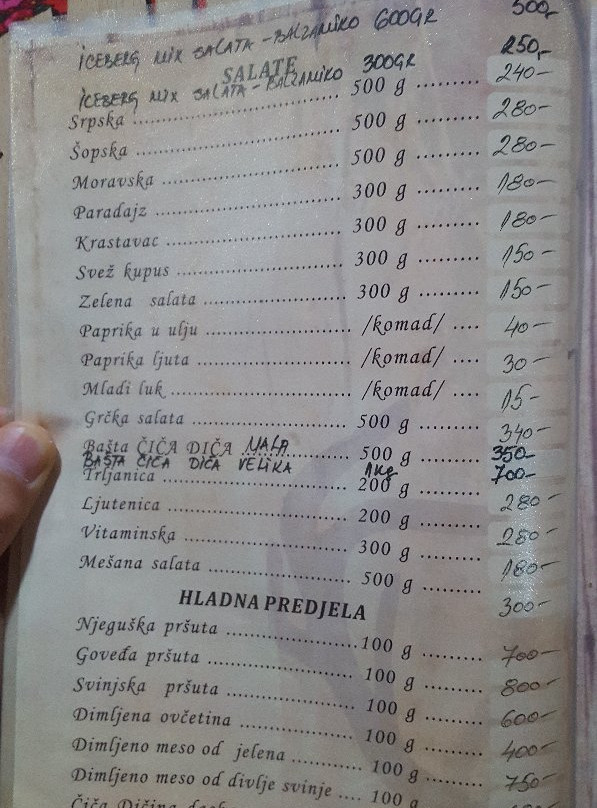 ICEBERG MIX SALATA - BALZAMIKO 600GR 500,-
SALATE
ICEBERG MIX SALATA - BALZAMIKO 300GR 250,-
Srpska ........ 500 g ........ 240-
Šopska ........ 500 g ........ 280-
Moravska ........ 500 g ........ 280-
Paradajz ........ 300 g ........ 180-
Krastavac ........ 300 g ........ 180-
Svež kupus ........ 300 g ........ 150-
Zelena salata ........ 300 g ........ 150-
Paprika u ulju ........ /komad/ .... 40-
Paprika ljuta ........ /komad/ .... 30-
Mladi luk ........ /komad/ .... 15-
Grčka salata ........ 500 g ........ 340-
Bašta ČIČA DIČA MALA ........ 500 g ........ 350-
BAŠTA ČIČA DIČA VELIKA 1kg 700-
Trljanica ........ 200 g ........ 280-
Ljutenica ........ 200 g ........ 280-
Vitaminska ........ 300 g ........ 180-
Mešana salata ........ 500 g ........ 300-
HLADNA PREDJELA
Njeguška pršuta ........ 100 g ........ 700-
Goveđa pršuta ........ 100 g ........ 800-
Svinjska pršuta ........ 100 g ........ 600-
Dimljena ovčetina ........ 100 g ........ 400-
Dimljeno meso od jelena ........ 100 g ........ 750-
Dimljeno meso od divlje svinje .... 100 g
Čiča Dičina